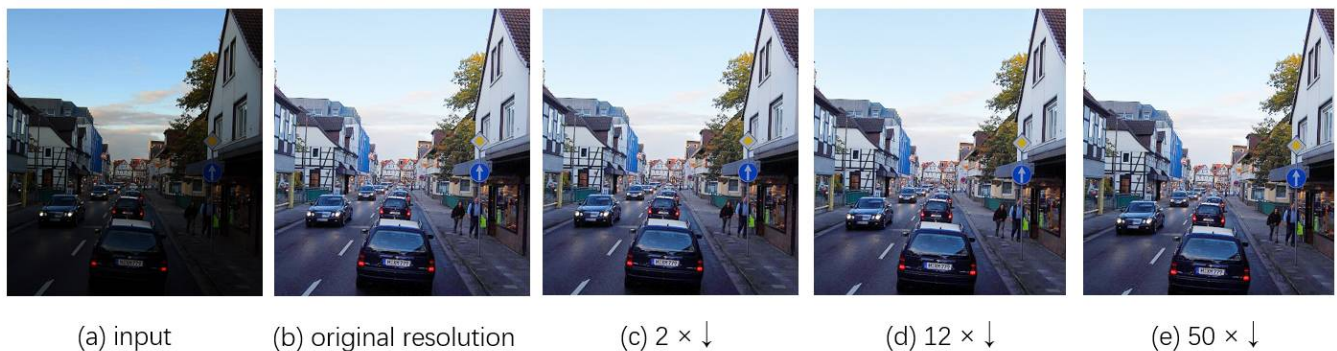 (a) input
(b) original resolution
(c) 2 × ↓
(d) 12 × ↓
(e) 50 × ↓